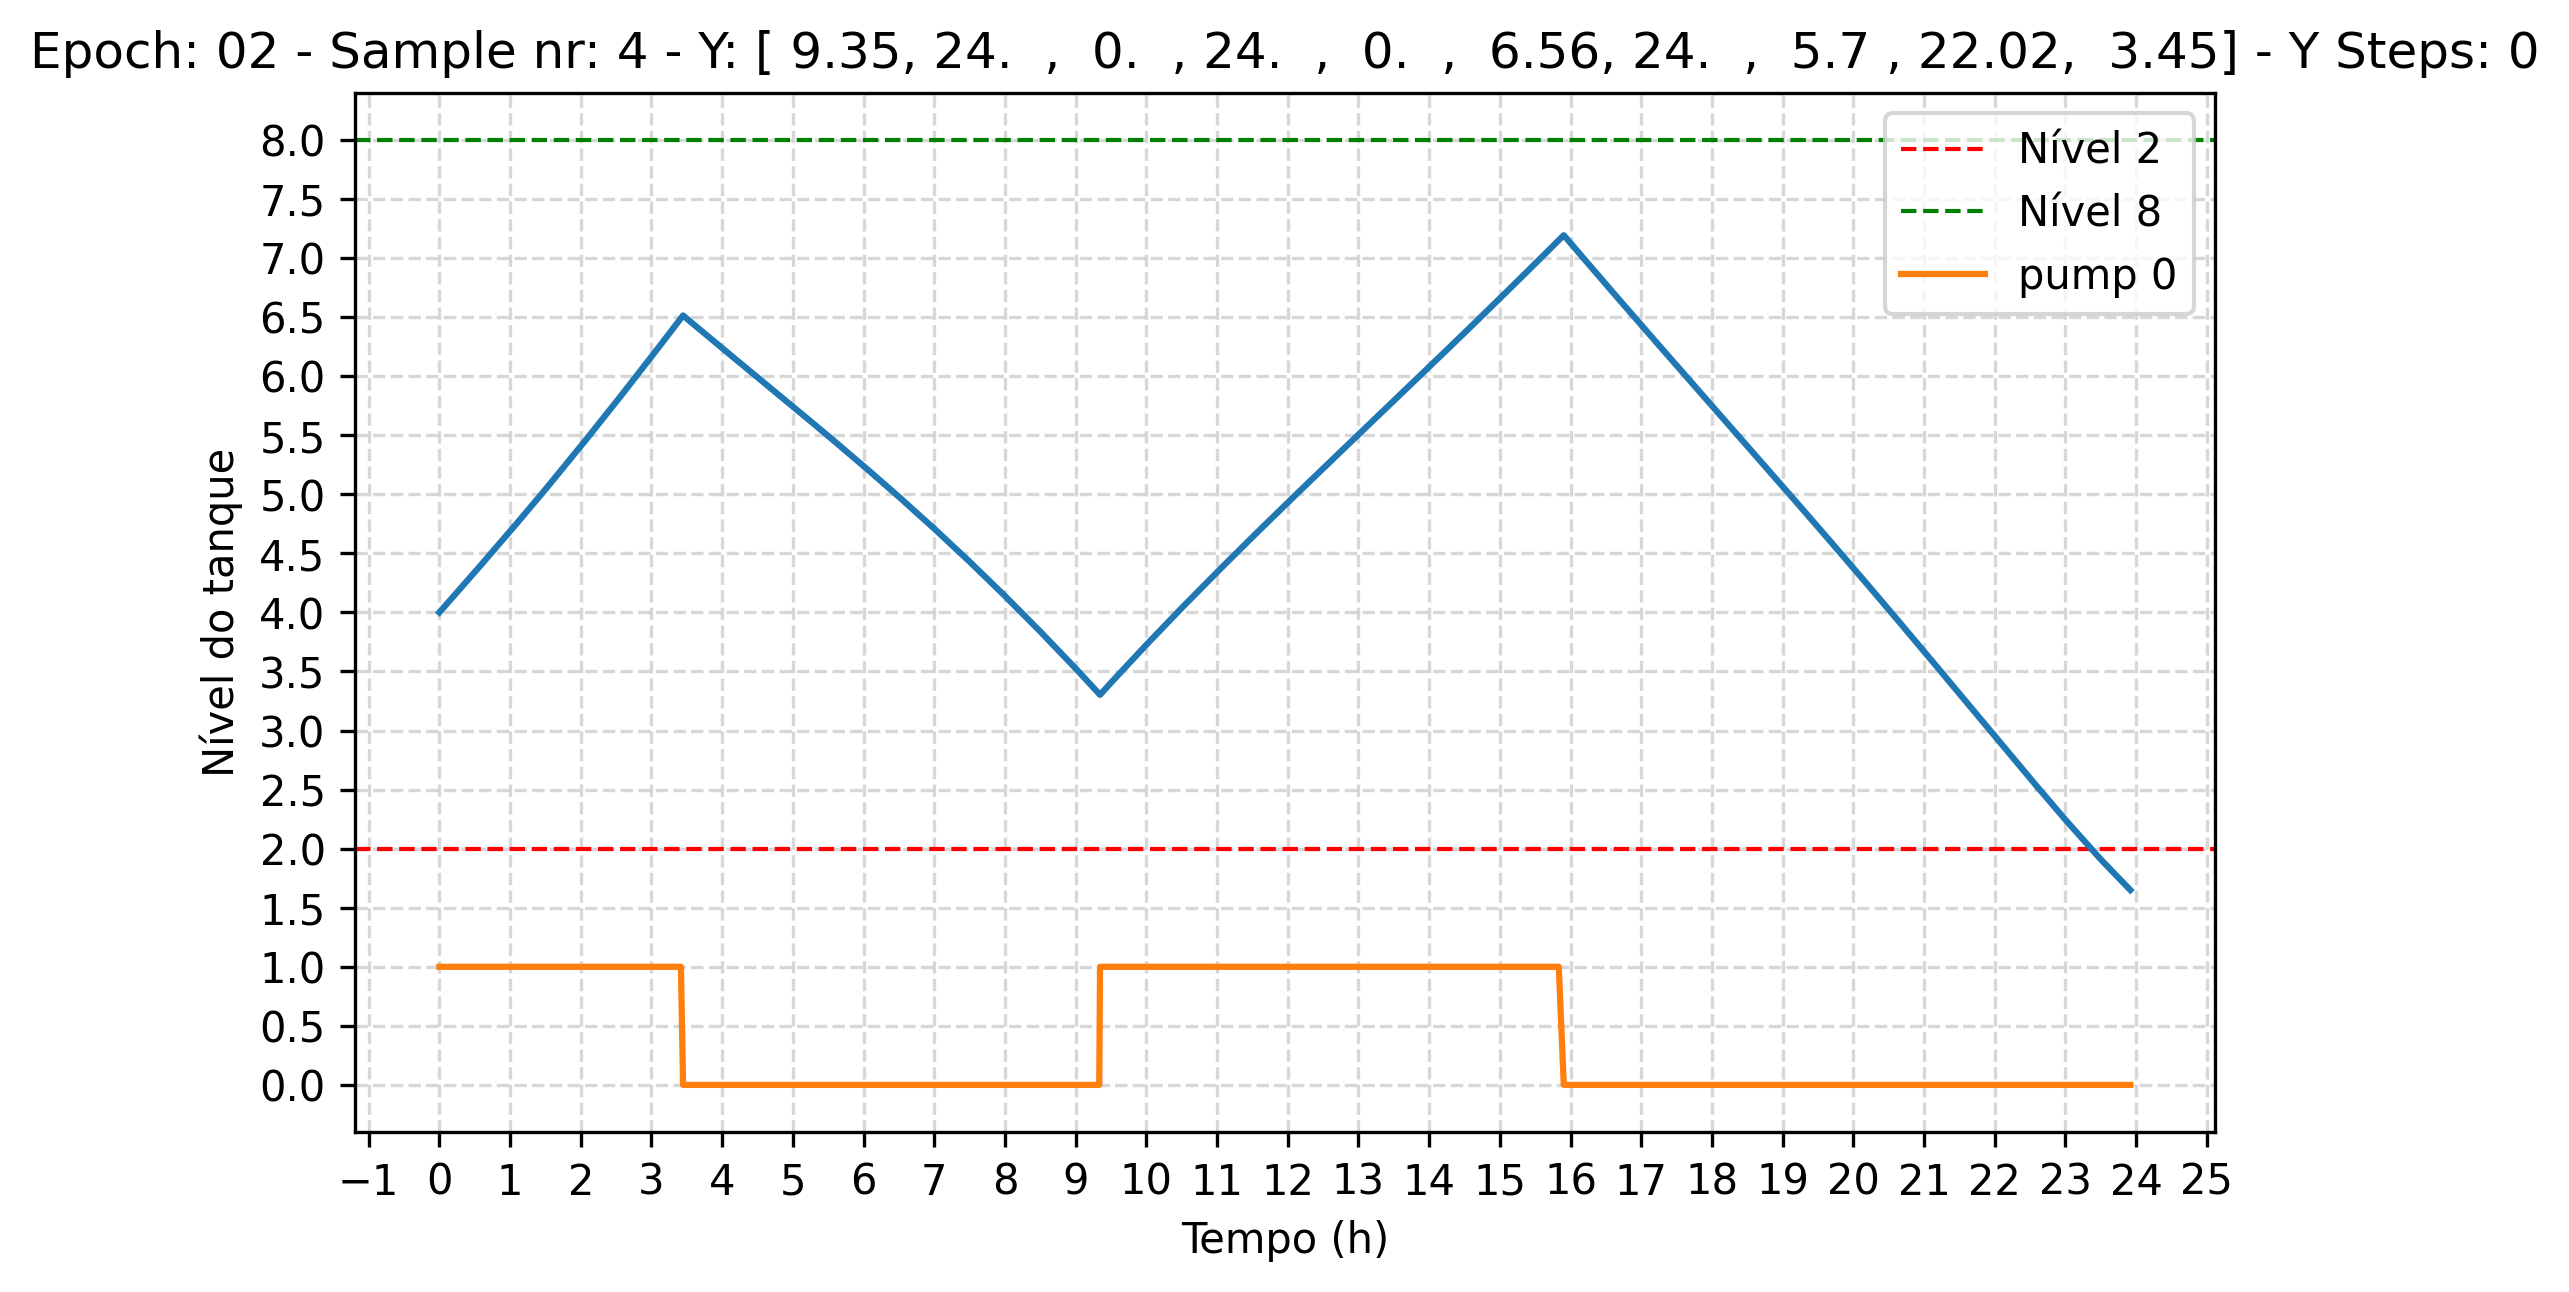 Epoch: 02 - Sample nr: 4 - Y: [ 9.35, 24.  ,  0.  , 24.  ,  0.  ,  6.56, 24.  ,  5.7 , 22.02,  3.45] - Y Steps: 0
Nível 2
Nível 8
pump 0
Nível do tanque
8.0
7.5
7.0
6.5
6.0
5.5
5.0
4.5
4.0
3.5
3.0
2.5
2.0
1.5
1.0
0.5
0.0
−1 0 1 2 3 4 5 6 7 8 9 10 11 12 13 14 15 16 17 18 19 20 21 22 23 24 25
Tempo (h)